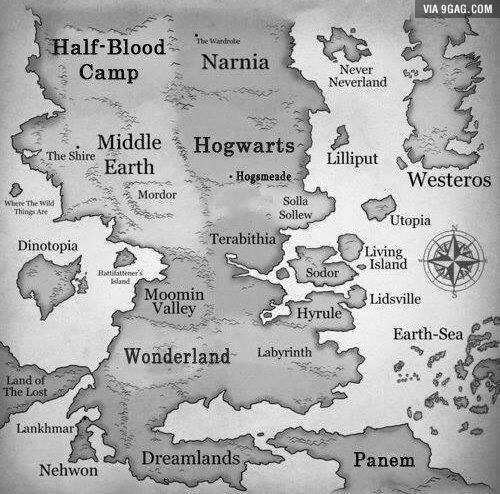 VIA 9GAG.COM
Half-Blood
Camp
The Wardrobe
Narnia
Never
Neverland
Middle
Earth
The Shire
Mordor
Hogwarts
Hogsmeade
Lilliput
Westeros
Where The Wild
Things Are
Solla
Sollew
Utopia
Dinotopia
Terabithia
Living
Island
Hattifattener's
Island
Sodor
Moomin
Valley
Hyrule
Lidsville
N
E
S
Earth-Sea
Wonderland
Labyrinth
Land of
The Lost
Lankhmar
Nehwon
Dreamlands
Panem